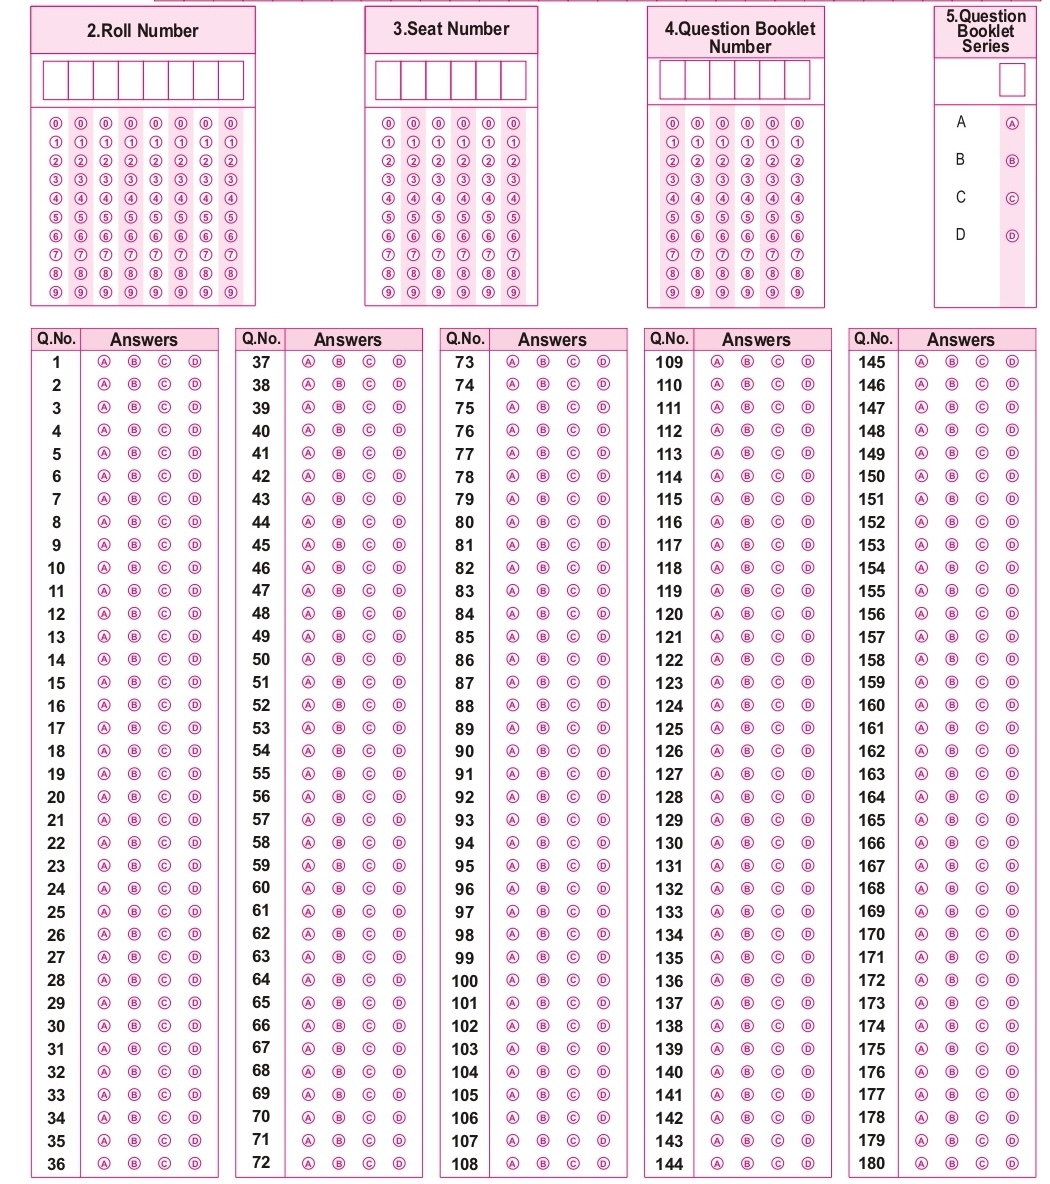 2.Roll Number
0 0 0 0 0 0 0 0
1 1 1 1 1 1 1 1
2 2 2 2 2 2 2 2
3 3 3 3 3 3 3 3
4 4 4 4 4 4 4 4
5 5 5 5 5 5 5 5
6 6 6 6 6 6 6 6
7 7 7 7 7 7 7 7
8 8 8 8 8 8 8 8
9 9 9 9 9 9 9 9
3.Seat Number
0 0 0 0 0 0
1 1 1 1 1 1
2 2 2 2 2 2
3 3 3 3 3 3
4 4 4 4 4 4
5 5 5 5 5 5
6 6 6 6 6 6
7 7 7 7 7 7
8 8 8 8 8 8
9 9 9 9 9 9
4.Question Booklet
Number
0 0 0 0 0 0
1 1 1 1 1 1
2 2 2 2 2 2
3 3 3 3 3 3
4 4 4 4 4 4
5 5 5 5 5 5
6 6 6 6 6 6
7 7 7 7 7 7
8 8 8 8 8 8
9 9 9 9 9 9
5.Question
Booklet
Series
A A
B B
C C
D D
Q.No. Answers Q.No. Answers Q.No. Answers Q.No. Answers Q.No. Answers
1 A B C D 37 A B C D 73 A B C D 109 A B C D 145 A B C D
2 A B C D 38 A B C D 74 A B C D 110 A B C D 146 A B C D
3 A B C D 39 A B C D 75 A B C D 111 A B C D 147 A B C D
4 A B C D 40 A B C D 76 A B C D 112 A B C D 148 A B C D
5 A B C D 41 A B C D 77 A B C D 113 A B C D 149 A B C D
6 A B C D 42 A B C D 78 A B C D 114 A B C D 150 A B C D
7 A B C D 43 A B C D 79 A B C D 115 A B C D 151 A B C D
8 A B C D 44 A B C D 80 A B C D 116 A B C D 152 A B C D
9 A B C D 45 A B C D 81 A B C D 117 A B C D 153 A B C D
10 A B C D 46 A B C D 82 A B C D 118 A B C D 154 A B C D
11 A B C D 47 A B C D 83 A B C D 119 A B C D 155 A B C D
12 A B C D 48 A B C D 84 A B C D 120 A B C D 156 A B C D
13 A B C D 49 A B C D 85 A B C D 121 A B C D 157 A B C D
14 A B C D 50 A B C D 86 A B C D 122 A B C D 158 A B C D
15 A B C D 51 A B C D 87 A B C D 123 A B C D 159 A B C D
16 A B C D 52 A B C D 88 A B C D 124 A B C D 160 A B C D
17 A B C D 53 A B C D 89 A B C D 125 A B C D 161 A B C D
18 A B C D 54 A B C D 90 A B C D 126 A B C D 162 A B C D
19 A B C D 55 A B C D 91 A B C D 127 A B C D 163 A B C D
20 A B C D 56 A B C D 92 A B C D 128 A B C D 164 A B C D
21 A B C D 57 A B C D 93 A B C D 129 A B C D 165 A B C D
22 A B C D 58 A B C D 94 A B C D 130 A B C D 166 A B C D
23 A B C D 59 A B C D 95 A B C D 131 A B C D 167 A B C D
24 A B C D 60 A B C D 96 A B C D 132 A B C D 168 A B C D
25 A B C D 61 A B C D 97 A B C D 133 A B C D 169 A B C D
26 A B C D 62 A B C D 98 A B C D 134 A B C D 170 A B C D
27 A B C D 63 A B C D 99 A B C D 135 A B C D 171 A B C D
28 A B C D 64 A B C D 100 A B C D 136 A B C D 172 A B C D
29 A B C D 65 A B C D 101 A B C D 137 A B C D 173 A B C D
30 A B C D 66 A B C D 102 A B C D 138 A B C D 174 A B C D
31 A B C D 67 A B C D 103 A B C D 139 A B C D 175 A B C D
32 A B C D 68 A B C D 104 A B C D 140 A B C D 176 A B C D
33 A B C D 69 A B C D 105 A B C D 141 A B C D 177 A B C D
34 A B C D 70 A B C D 106 A B C D 142 A B C D 178 A B C D
35 A B C D 71 A B C D 107 A B C D 143 A B C D 179 A B C D
36 A B C D 72 A B C D 108 A B C D 144 A B C D 180 A B C D